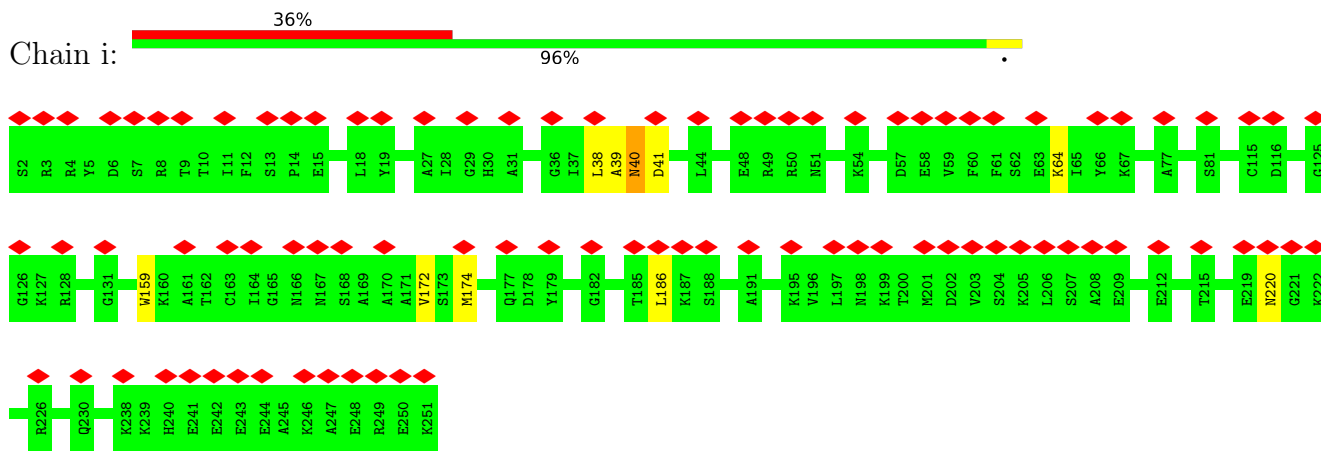 36%
Chain i:
96%
.
S2 R3 R4 Y5 D6 S7 R8 T9 T10 I11 F12 S13 P14 E15 L18 Y19 A27 I28 G29 H30 A31 G36 I37 L38 A39 N40 D41 L44 E48 R49 R50 N51 K54 D57 E58 V59 F60 F61 S62 E63 K64 I65 Y66 K67 A77 S81 C115 D116 G125
G126 K127 R128 G131 W159 K160 A161 T162 C163 I164 G165 N166 N167 S168 A169 A170 A171 V172 S173 M174 Q177 D178 Y179 G182 T185 L186 K187 S188 A191 K195 V196 L197 N198 K199 T200 M201 D202 V203 S204 K205 L206 S207 A208 E209 E212 T215 E219 N220 G221 K222
R226 Q230 K238 K239 H240 E241 E242 E243 E244 A245 K246 A247 E248 R249 E250 K251